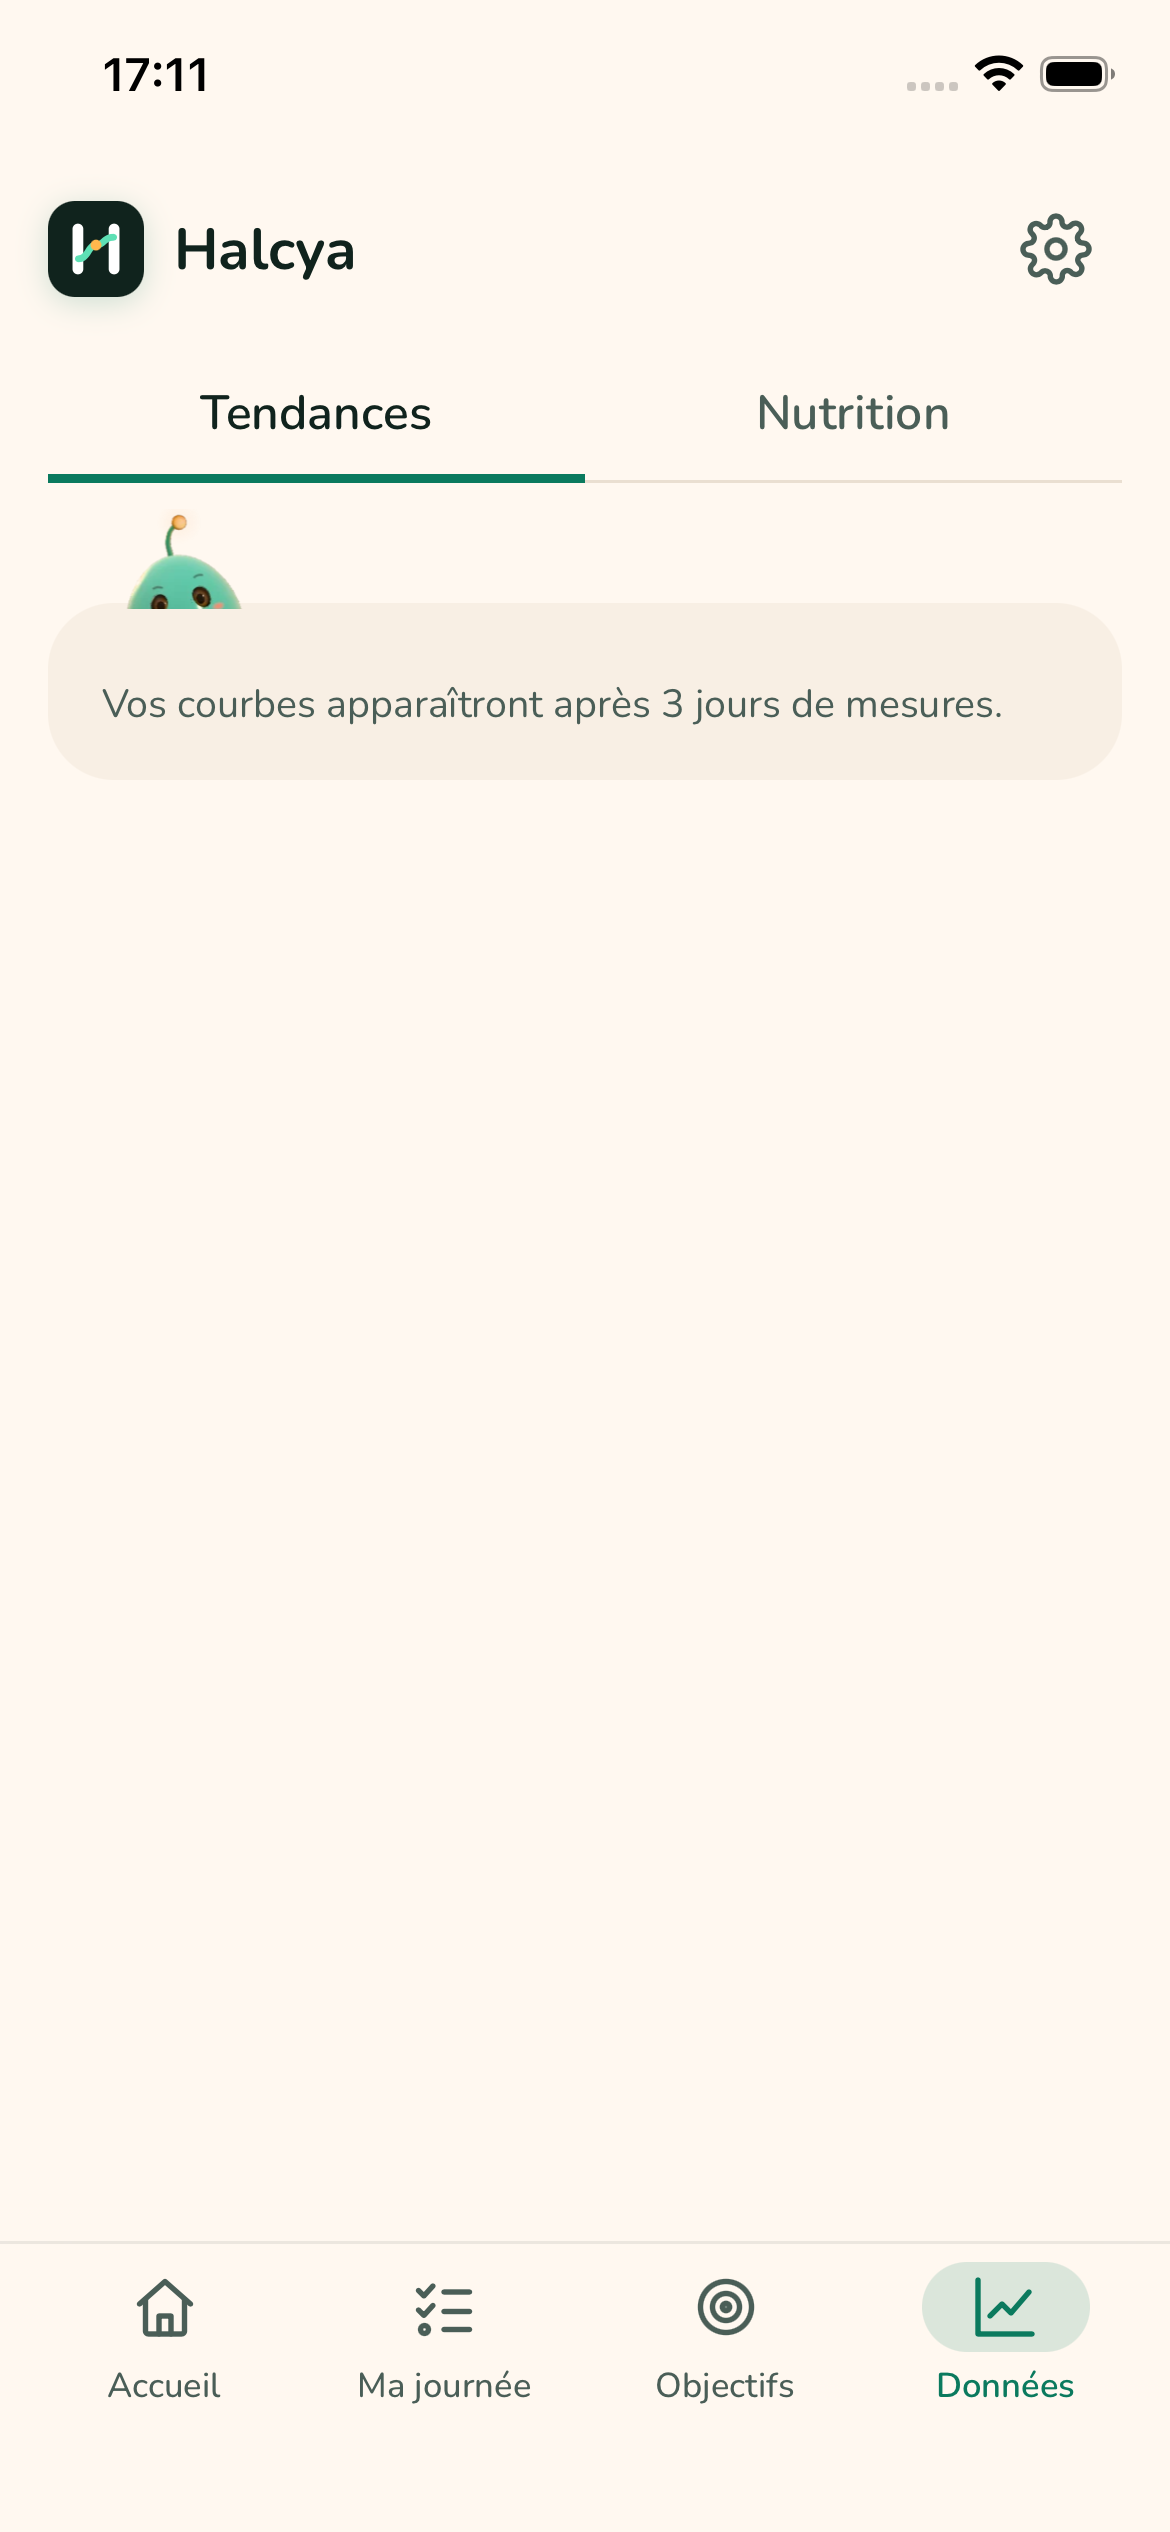 17:11
Halcya
Tendances
Nutrition
Vos courbes apparaîtront après 3 jours de mesures.
Accueil
Ma journée
Objectifs
Données